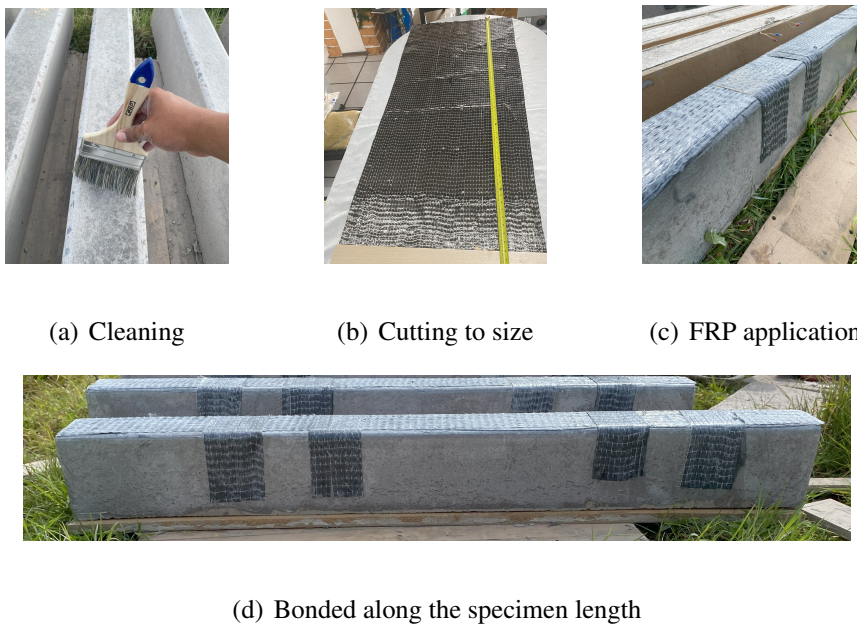 (a) Cleaning
(b) Cutting to size
(c) FRP application
(d) Bonded along the specimen length